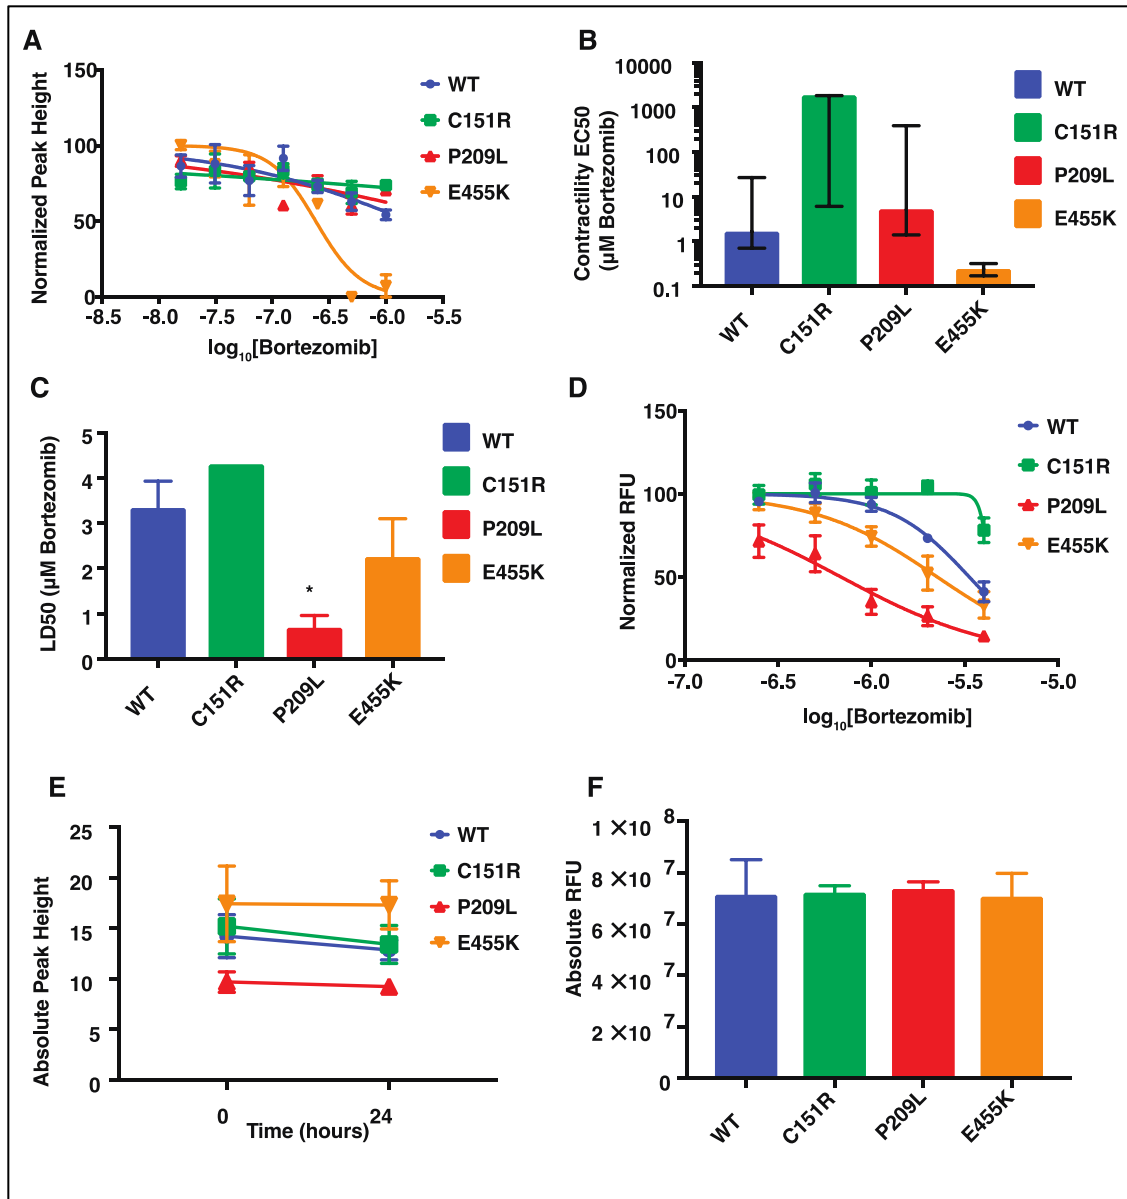 A
Normalized Peak Height
150
100
50
0
-8.5 -8.0 -7.5 -7.0 -6.5 -6.0 -5.5
log10[Bortezomib]
WT
C151R
P209L
E455K
B
Contractility EC50
(µM Bortezomib)
10000
1000
100
10
1
0.1
WT C151R P209L E455K
WT
C151R
P209L
E455K
C
LD50 (µM Bortezomib)
5
4
3
2
1
0
*
WT C151R P209L E455K
WT
C151R
P209L
E455K
D
Normalized RFU
150
100
50
0
-7.0 -6.5 -6.0 -5.5 -5.0
log10[Bortezomib]
WT
C151R
P209L
E455K
E
Absolute Peak Height
25
20
15
10
5
0
0 24
Time (hours)
WT
C151R
P209L
E455K
F
Absolute RFU
1 ×10 8
8 ×10 7
6 ×10 7
4 ×10 7
2 ×10 7
0
WT C151R P209L E455K